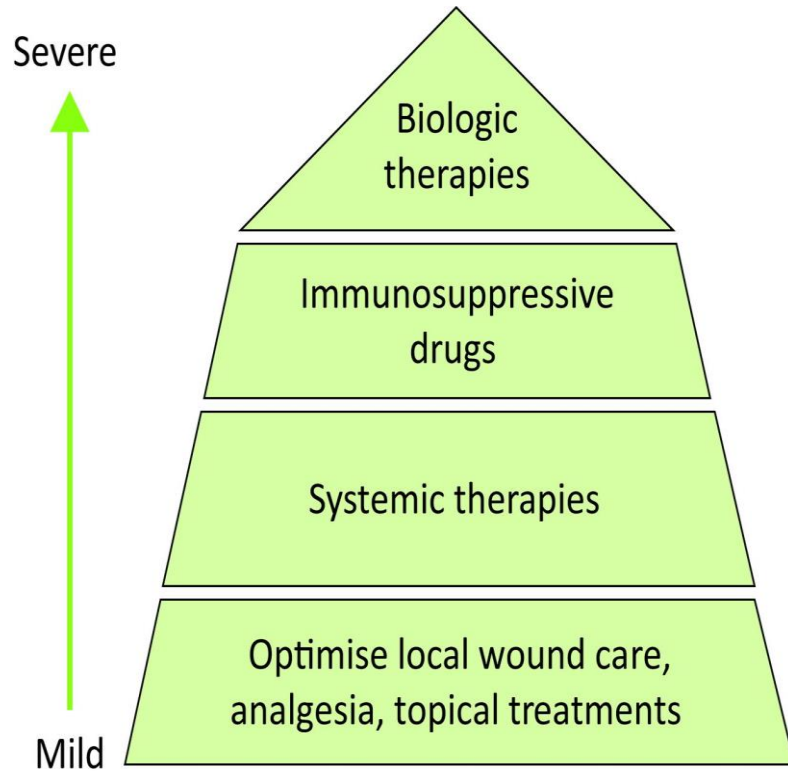 Severe
Biologic
therapies
Immunosuppressive
drugs
Systemic therapies
Optimise local wound care,
analgesia, topical treatments
Mild